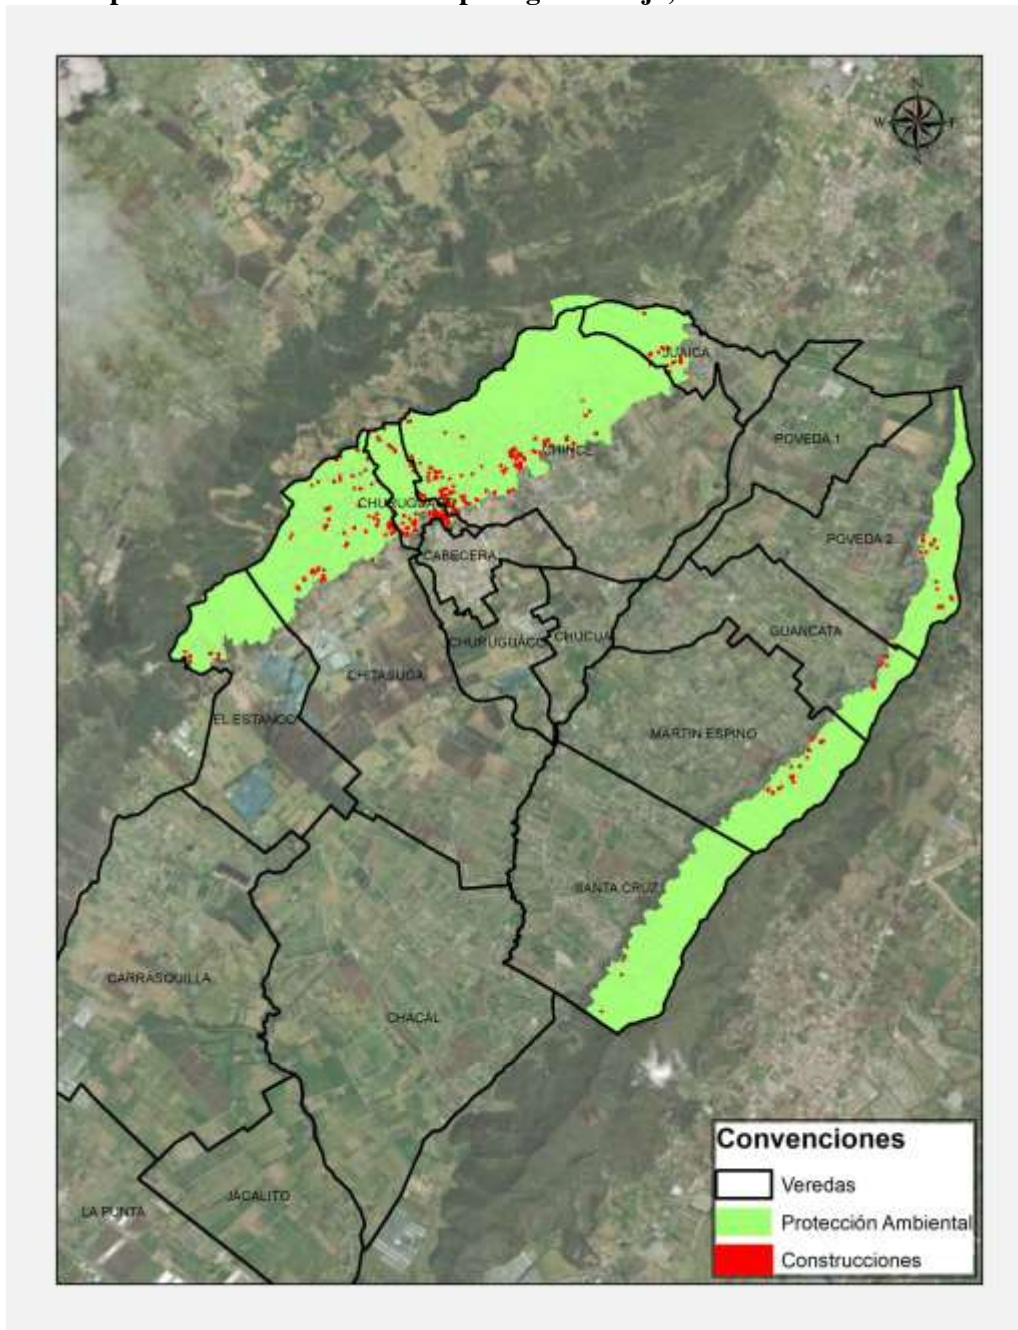 N
W E
JUAICA
POVEDA 1
CHINCE
CHURUGUACO
POVEDA 2
CABECERA
GUANCATA
CHURUGUACO
CHUCUA
CHITASUGA
EL ESTANCO
MARTIN ESPINO
SANTA CRUZ
CARRASQUILLA
CHACAL
JACALITO
LA PUNTA
Convenciones
Veredas
Protección Ambiental
Construcciones